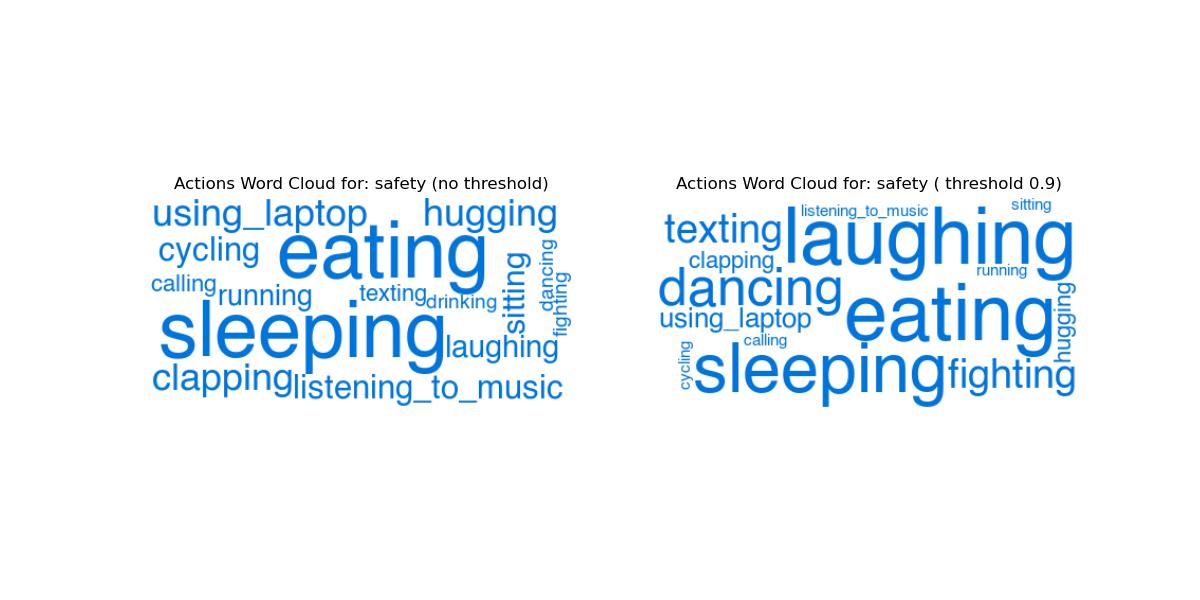 Actions Word Cloud for: safety (no threshold)
using_laptop hugging
cycling eating
calling running texting drinking sitting dancing fighting
sleeping laughing
clapping listening_to_music
Actions Word Cloud for: safety ( threshold 0.9)
listening_to_music sitting
texting laughing
clapping running
dancing eating hugging
using_laptop
calling
cycling sleeping fighting